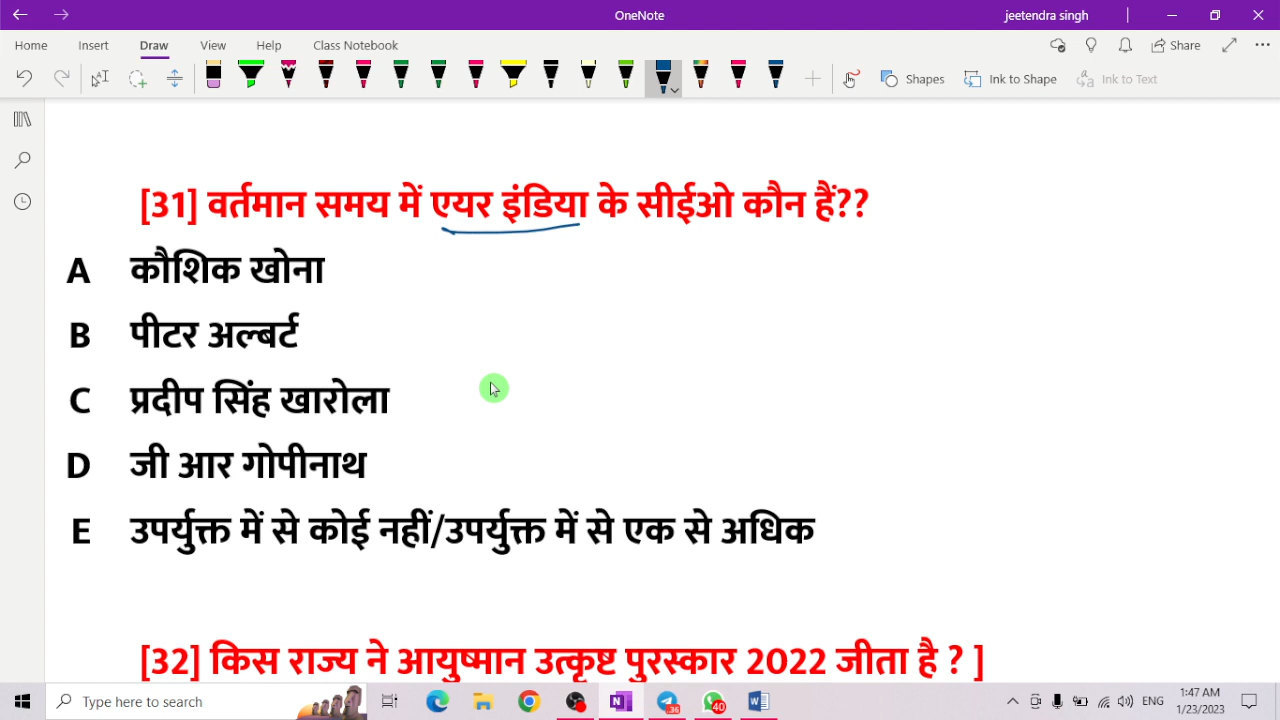 OneNote
jeetendra singh
Home Insert Draw View Help Class Notebook
Share
Shapes Ink to Shape Ink to Text
[31] वर्तमान समय में एयर इंडिया के सीईओ कौन हैं??
A कौशिक खोना
B पीटर अल्बर्ट
C प्रदीप सिंह खारोला
D जी आर गोपीनाथ
E उपर्युक्त में से कोई नहीं/उपर्युक्त में से एक से अधिक
[32] किस राज्य ने आयुष्मान उत्कृष्ट पुरस्कार 2022 जीता है ? ]
Type here to search
36
40
ENG
1:47 AM
1/23/2023